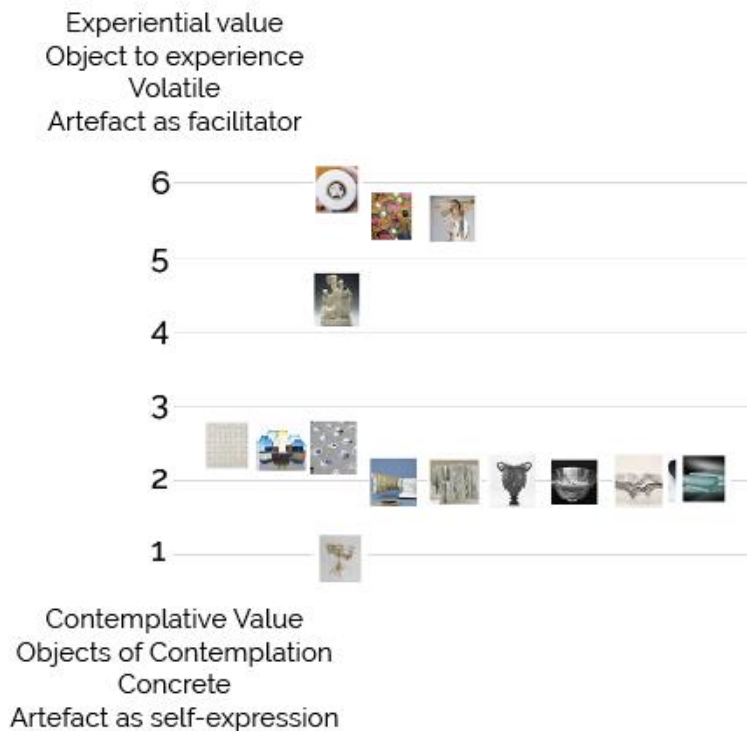 Experiential value
Object to experience
Volatile
Artefact as facilitator
6
5
4
3
2
1
Contemplative Value
Objects of Contemplation
Concrete
Artefact as self-expression